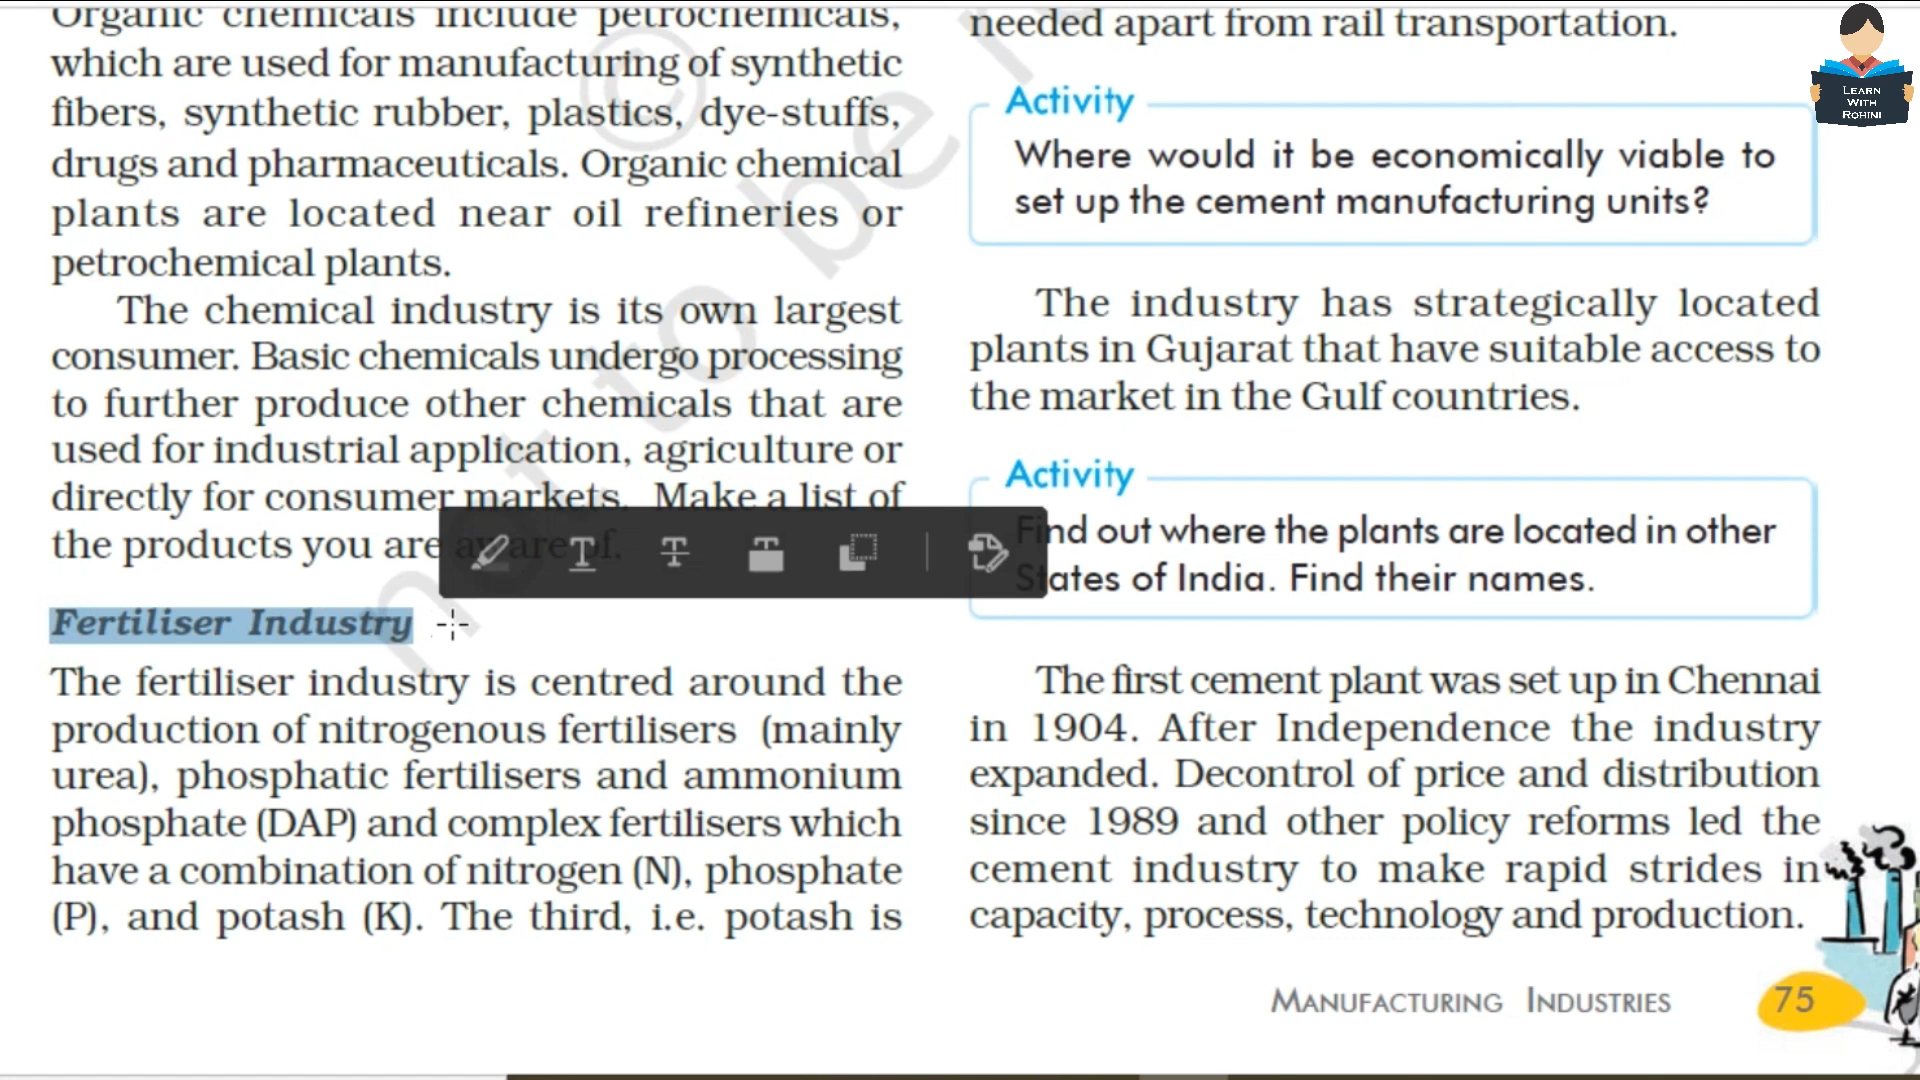 Organic chemicals include petrochemicals,
which are used for manufacturing of synthetic
fibers, synthetic rubber, plastics, dye-stuffs,
drugs and pharmaceuticals. Organic chemical
plants are located near oil refineries or
petrochemical plants.
The chemical industry is its own largest
consumer. Basic chemicals undergo processing
to further produce other chemicals that are
used for industrial application, agriculture or
directly for consumer markets. Make a list of
the products you are aware of.
Fertiliser Industry
The fertiliser industry is centred around the
production of nitrogenous fertilisers (mainly
urea), phosphatic fertilisers and ammonium
phosphate (DAP) and complex fertilisers which
have a combination of nitrogen (N), phosphate
(P), and potash (K). The third, i.e. potash is
needed apart from rail transportation.
Activity
Where would it be economically viable to
set up the cement manufacturing units?
The industry has strategically located
plants in Gujarat that have suitable access to
the market in the Gulf countries.
Activity
Find out where the plants are located in other
States of India. Find their names.
The first cement plant was set up in Chennai
in 1904. After Independence the industry
expanded. Decontrol of price and distribution
since 1989 and other policy reforms led the
cement industry to make rapid strides in
capacity, process, technology and production.
MANUFACTURING INDUSTRIES
75
LEARN
WITH
ROHINI
©
not to be r